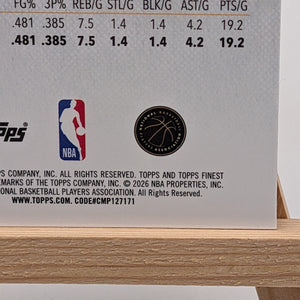 FG% 3P% REB/G STL/G BLK/G AST/G PTS/G
.481 .385 7.5 1.4 1.4 4.2 19.2
.481 .385 7.5 1.4 1.4 4.2 19.2
PPS
NBA
S COMPANY, INC. ALL RIGHTS RESERVED. TOPPS AND TOPPS FINEST
EMARKS OF THE TOPPS COMPANY, INC. © 2026 NBA PROPERTIES, INC.
ONAL BASKETBALL PLAYERS ASSOCIATION. All Rights Reserved.
WWW.TOPPS.COM. CODE#CMP127171